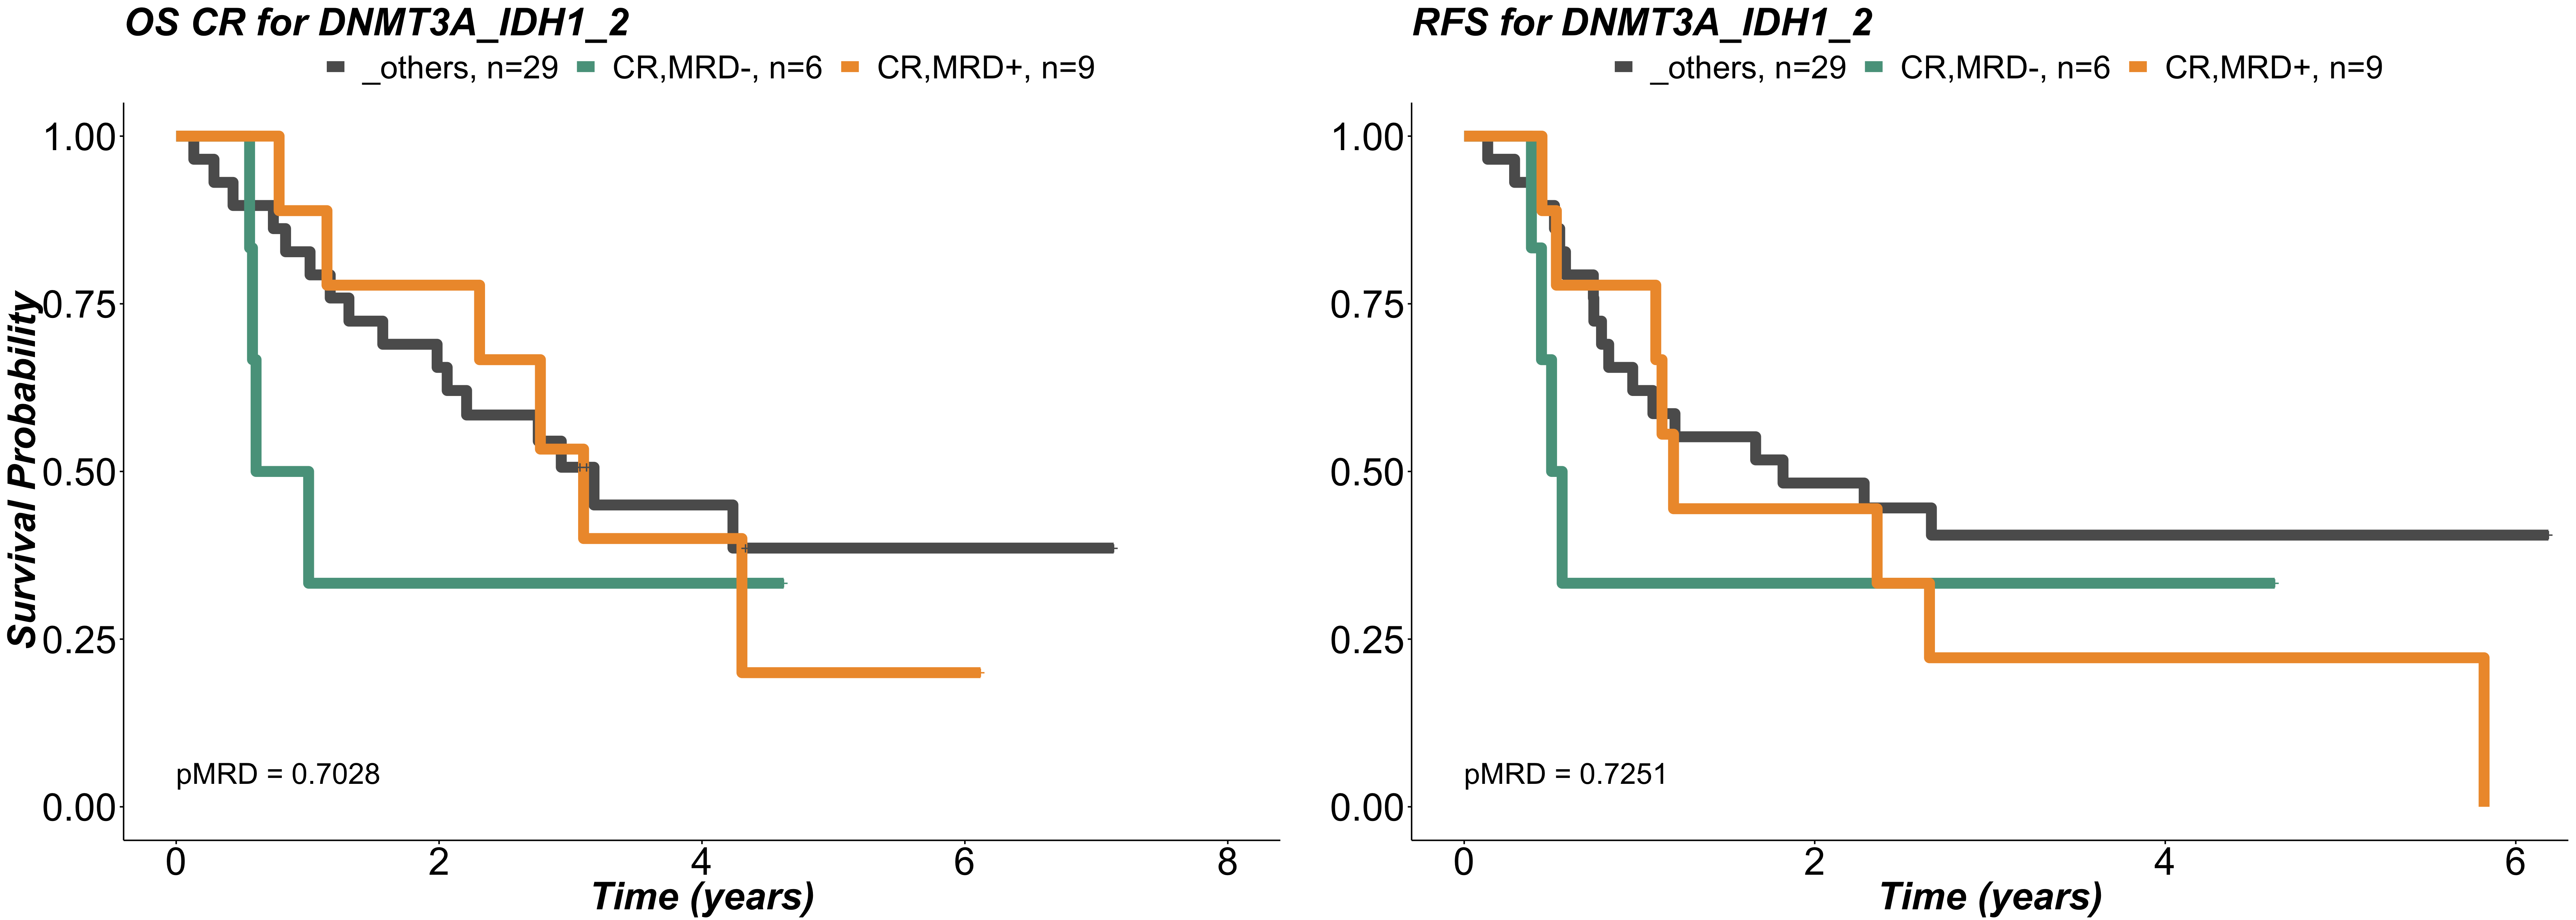 OS CR for DNMT3A_IDH1_2
_others, n=29 CR,MRD-, n=6 CR,MRD+, n=9
Survival Probability
1.00
0.75
0.50
0.25
0.00
pMRD = 0.7028
0 2 4 6 8
Time (years)
RFS for DNMT3A_IDH1_2
_others, n=29 CR,MRD-, n=6 CR,MRD+, n=9
1.00
0.75
0.50
0.25
0.00
pMRD = 0.7251
0 2 4 6
Time (years)